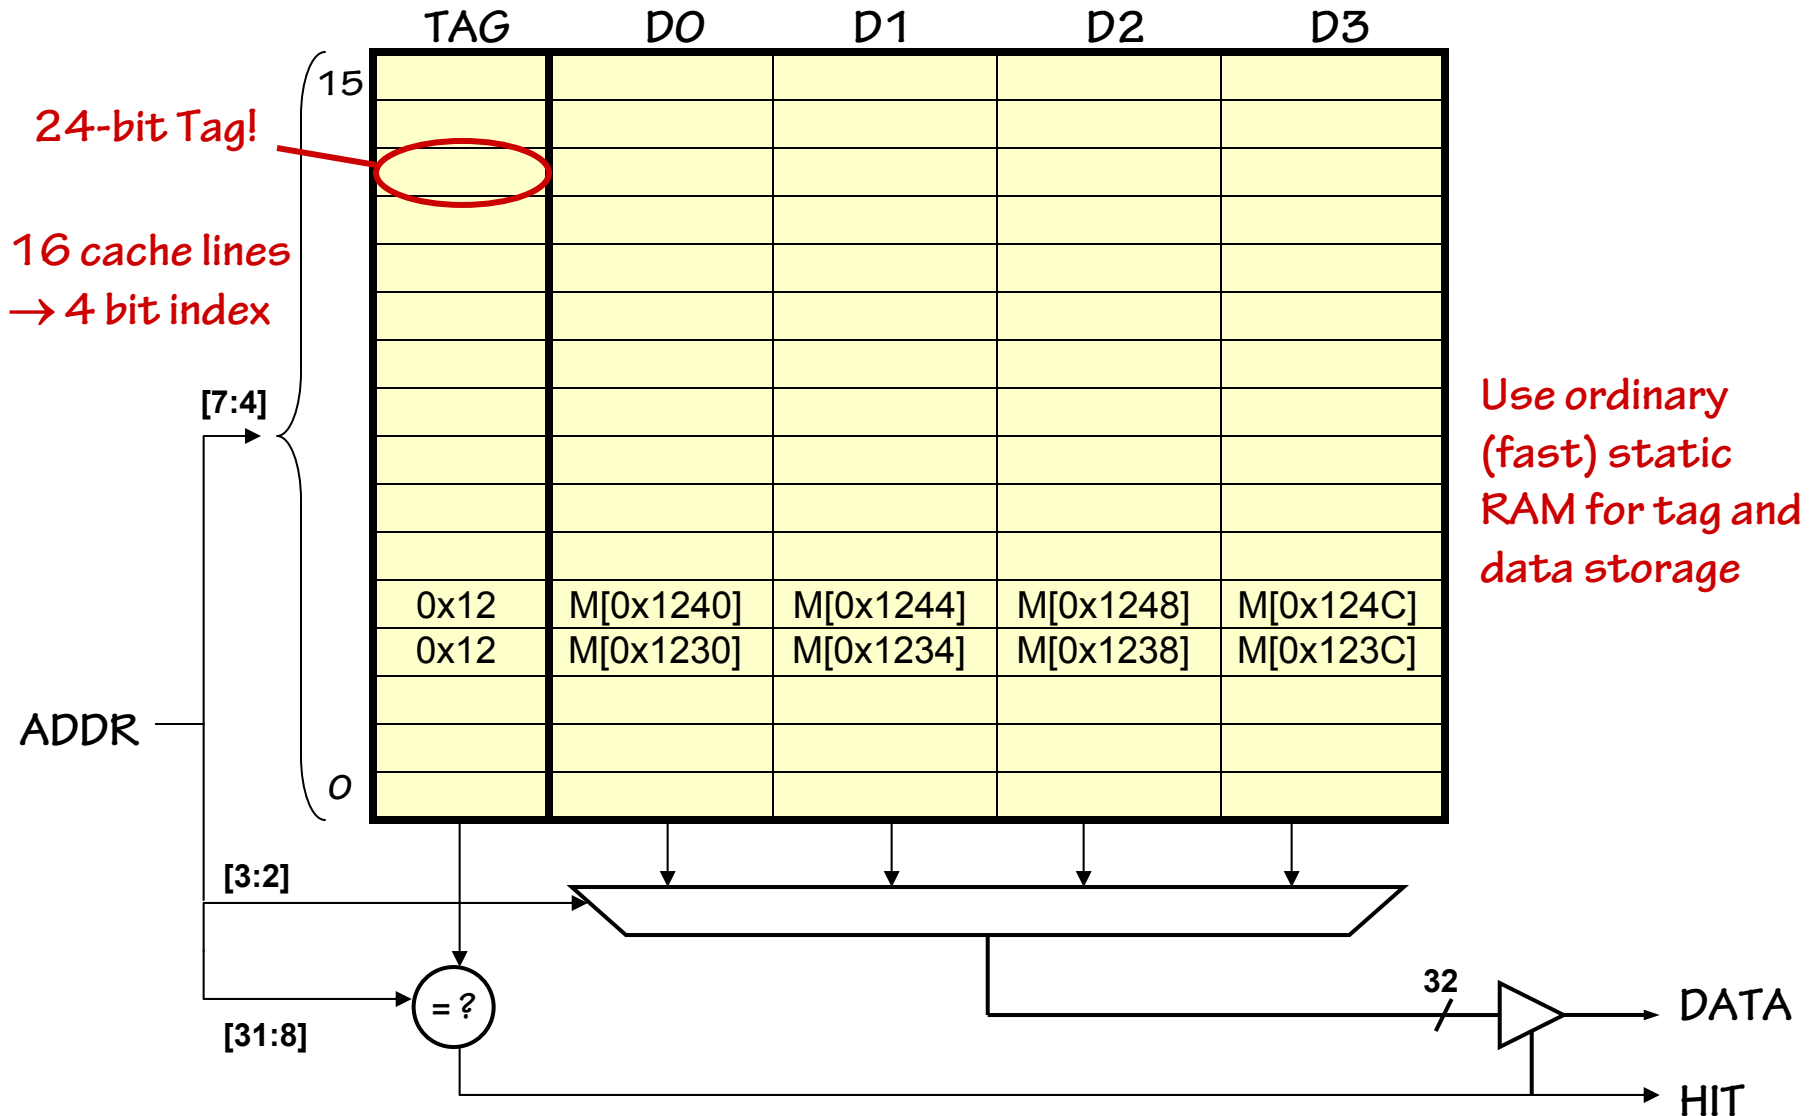 TAG D0 D1 D2 D3
15
24-bit Tag!
16 cache lines
→ 4 bit index
[7:4]
Use ordinary
(fast) static
RAM for tag and
data storage
0x12 M[0x1240] M[0x1244] M[0x1248] M[0x124C]
0x12 M[0x1230] M[0x1234] M[0x1238] M[0x123C]
ADDR
0
[3:2]
= ?
[31:8]
32
DATA
HIT